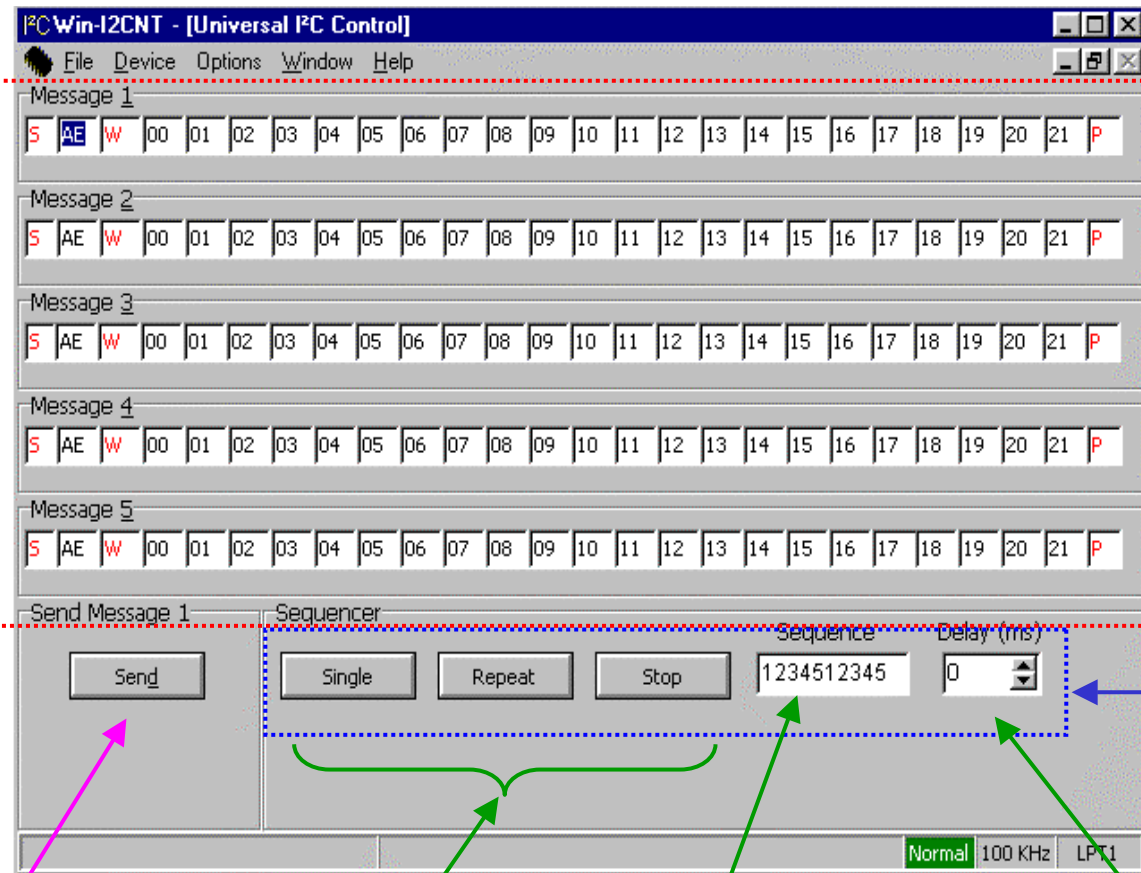 I²C Win-I2CNT - [Universal I²C Control]
File Device Options Window Help
Message 1
S AE W 00 01 02 03 04 05 06 07 08 09 10 11 12 13 14 15 16 17 18 19 20 21 P
Message 2
S AE W 00 01 02 03 04 05 06 07 08 09 10 11 12 13 14 15 16 17 18 19 20 21 P
Message 3
S AE W 00 01 02 03 04 05 06 07 08 09 10 11 12 13 14 15 16 17 18 19 20 21 P
Message 4
S AE W 00 01 02 03 04 05 06 07 08 09 10 11 12 13 14 15 16 17 18 19 20 21 P
Message 5
S AE W 00 01 02 03 04 05 06 07 08 09 10 11 12 13 14 15 16 17 18 19 20 21 P
Send Message 1 Sequencer
Sequence Delay (ms)
Send Single Repeat Stop 1234512345 0
Normal 100 KHz LPT1